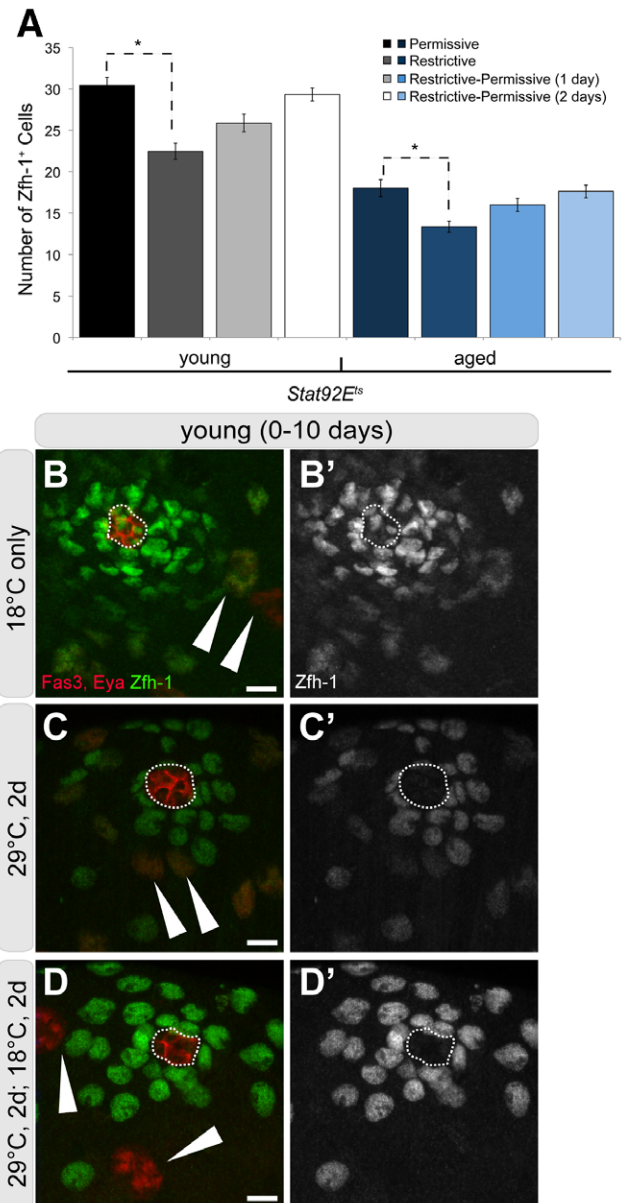 A
Number of Zfh-1⁺ Cells
35
30
25
20
15
10
5
0
*
*
Permissive
Restrictive
Restrictive-Permissive (1 day)
Restrictive-Permissive (2 days)
young
aged
Stat92Eᵗˢ
young (0-10 days)
18°C only
B
Fas3, Eya Zfh-1
B’
Zfh-1
29°C, 2d
C
C’
29°C, 2d; 18°C, 2d
D
D’